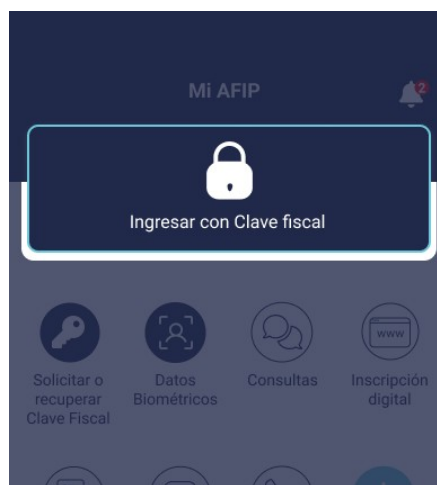 Mi AFIP
2
Ingresar con Clave fiscal
Solicitar o
recuperar
Clave Fiscal
Datos
Biométricos
Consultas
www
Inscripción
digital